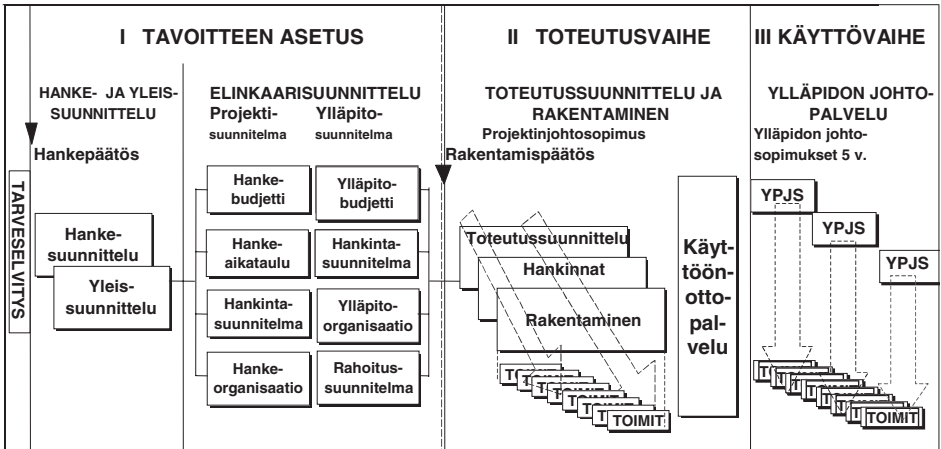 I TAVOITTEEN ASETUS
II TOTEUTUSVAIHE
III KÄYTTÖVAIHE
TARVESELVITYS
HANKE- JA YLEIS-
SUUNNITTELU
Hankepäätös
Hanke-
suunnittelu
Yleis-
suunnittelu
ELINKAARISUUNNITTELU
Projekti-
suunnitelma
Ylläpito-
suunnitelma
Hanke-
budjetti
Ylläpito-
budjetti
Hanke-
aikataulu
Hankinta-
suunnitelma
Hankinta-
suunnitelma
Ylläpito-
organisaatio
Hanke-
organisaatio
Rahoitus-
suunnitelma
TOTEUTUSSUUNNITTELU JA
RAKENTAMINEN
Projektinjohtosopimus
Rakentamispäätös
Toteutussuunnittelu
Hankinnat
Rakentaminen
TOIMIT
Käyt-
töön-
otto-
pal-
velu
YLLÄPIDON JOHTO-
PALVELU
Ylläpidon johto-
sopimukset 5 v.
YPJS
YPJS
YPJS
TOIMIT